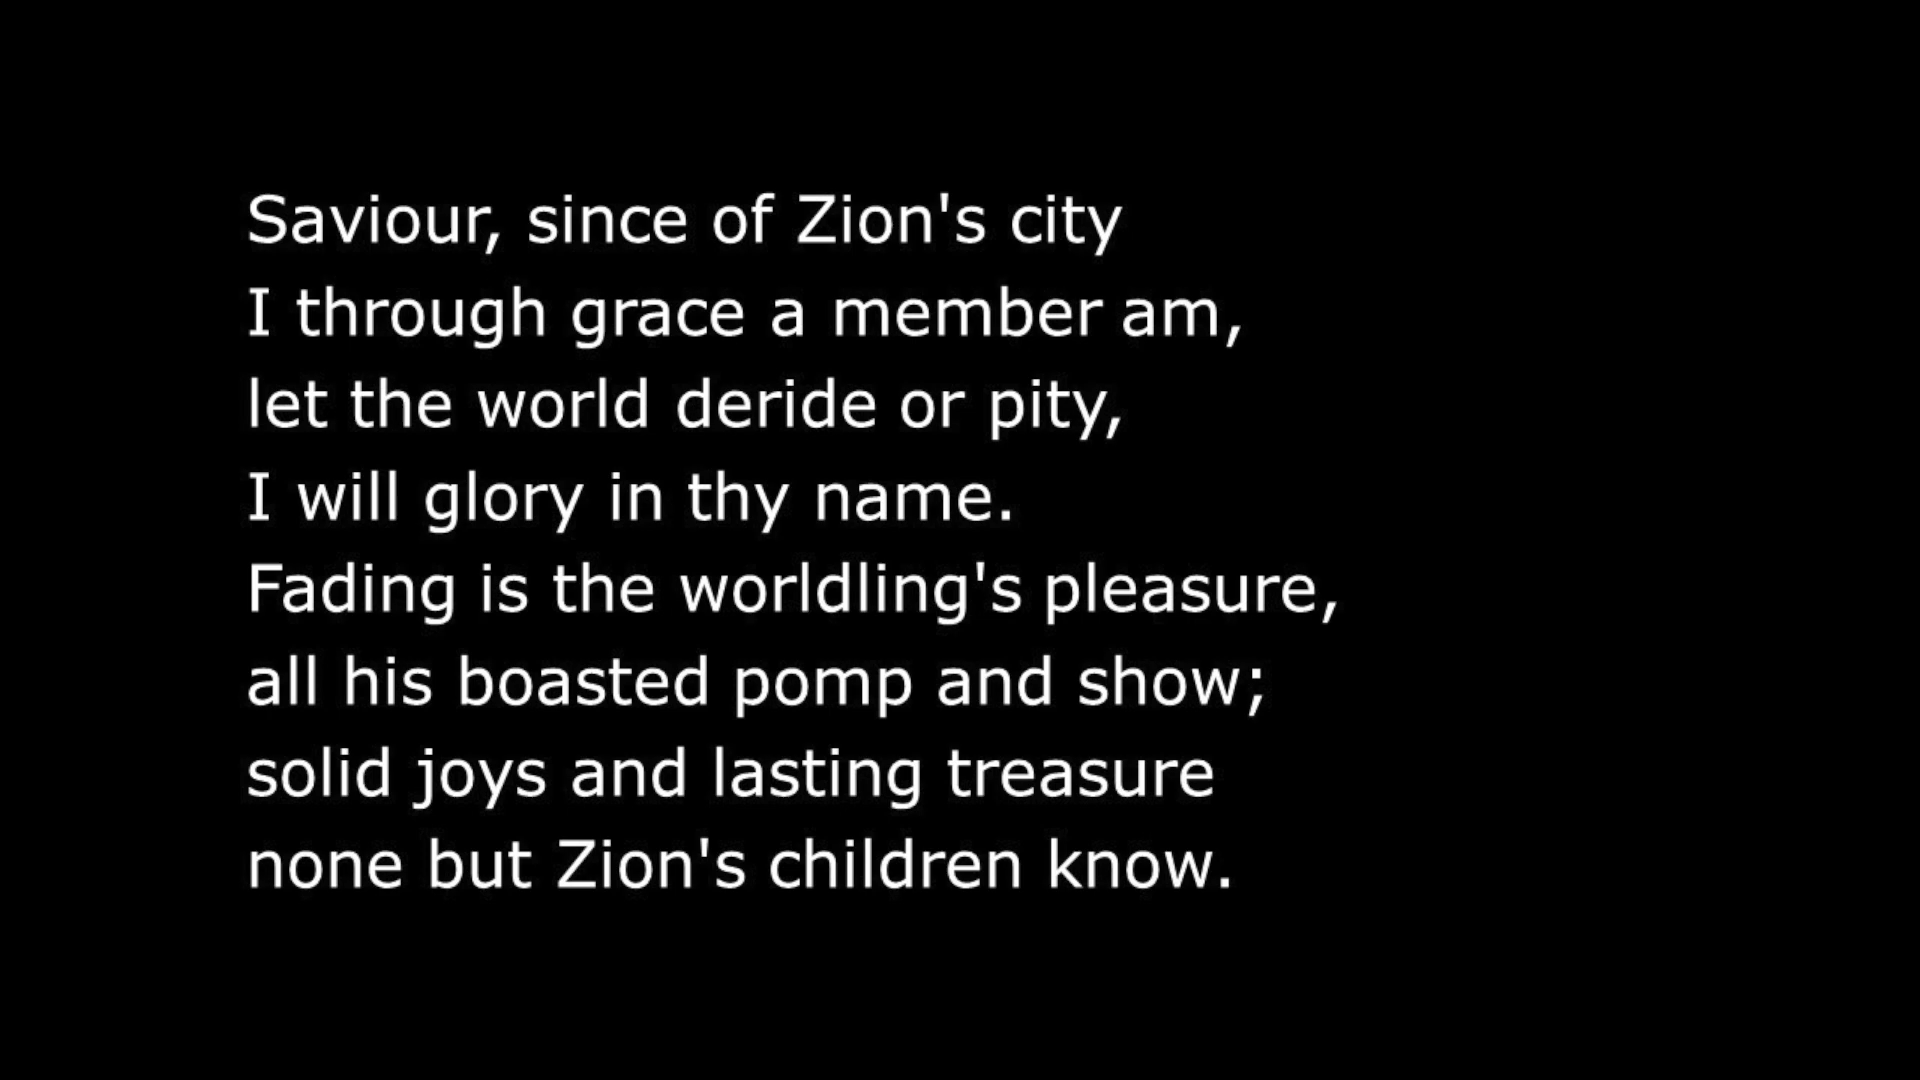 Saviour, since of Zion's city
I through grace a member am,
let the world deride or pity,
I will glory in thy name.
Fading is the worldling's pleasure,
all his boasted pomp and show;
solid joys and lasting treasure
none but Zion's children know.